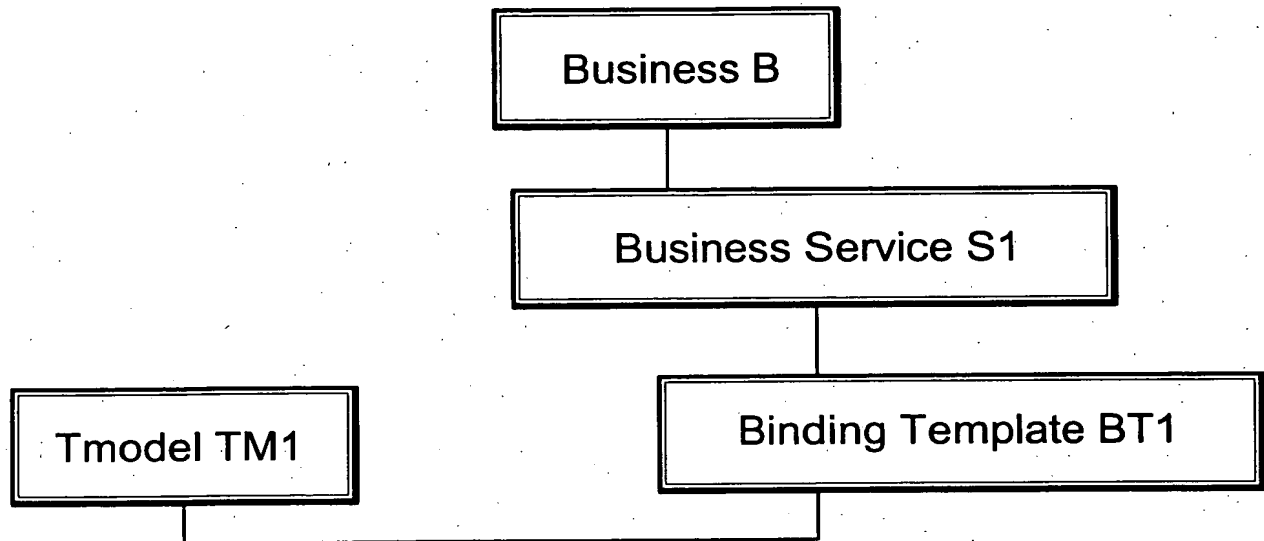 Business B
Business Service S1
Tmodel TM1
Binding Template BT1